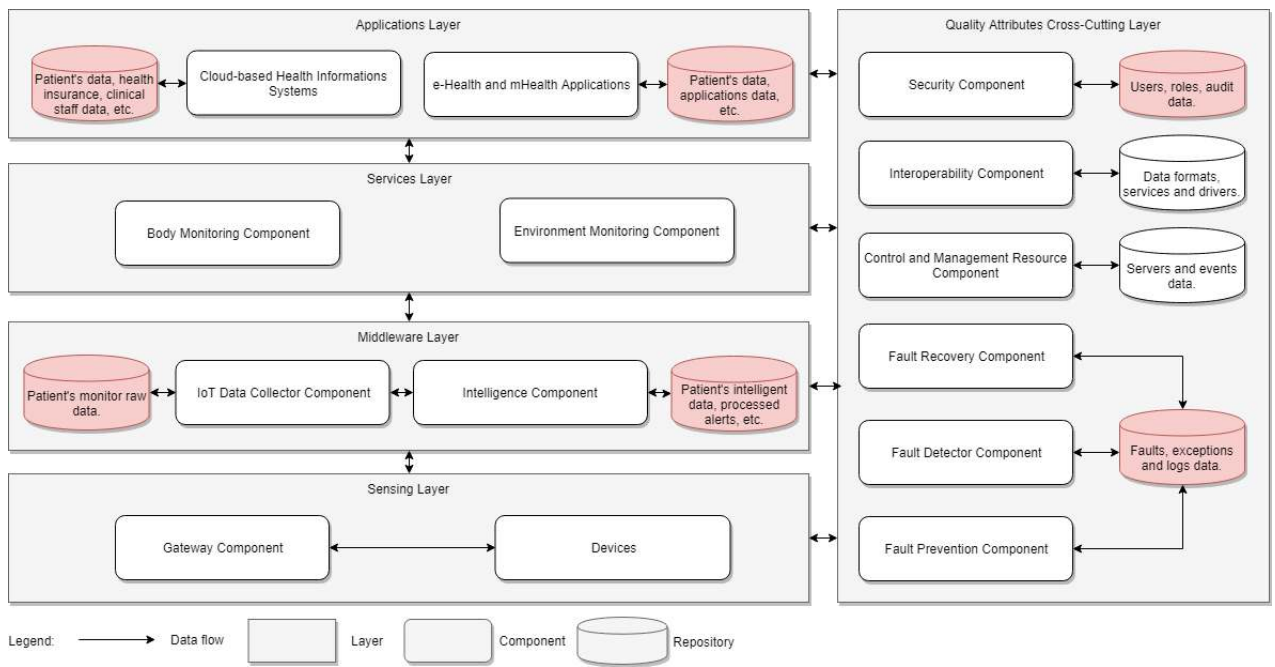 Applications Layer
Patient's data, health
insurance, clinical
staff data, etc.
Cloud-based Health Informations
Systems
e-Health and mHealth Applications
Patient's data,
applications data,
etc.
Services Layer
Body Monitoring Component
Environment Monitoring Component
Middleware Layer
Patient's monitor raw
data.
IoT Data Collector Component
Intelligence Component
Patient's intelligent
data, processed
alerts, etc.
Sensing Layer
Gateway Component
Devices
Quality Attributes Cross-Cutting Layer
Security Component
Users, roles, audit
data.
Interoperability Component
Data formats,
services and drivers.
Control and Management Resource
Component
Servers and events
data.
Fault Recovery Component
Fault Detector Component
Faults, exceptions
and logs data.
Fault Prevention Component
Legend:
Data flow
Layer
Component
Repository